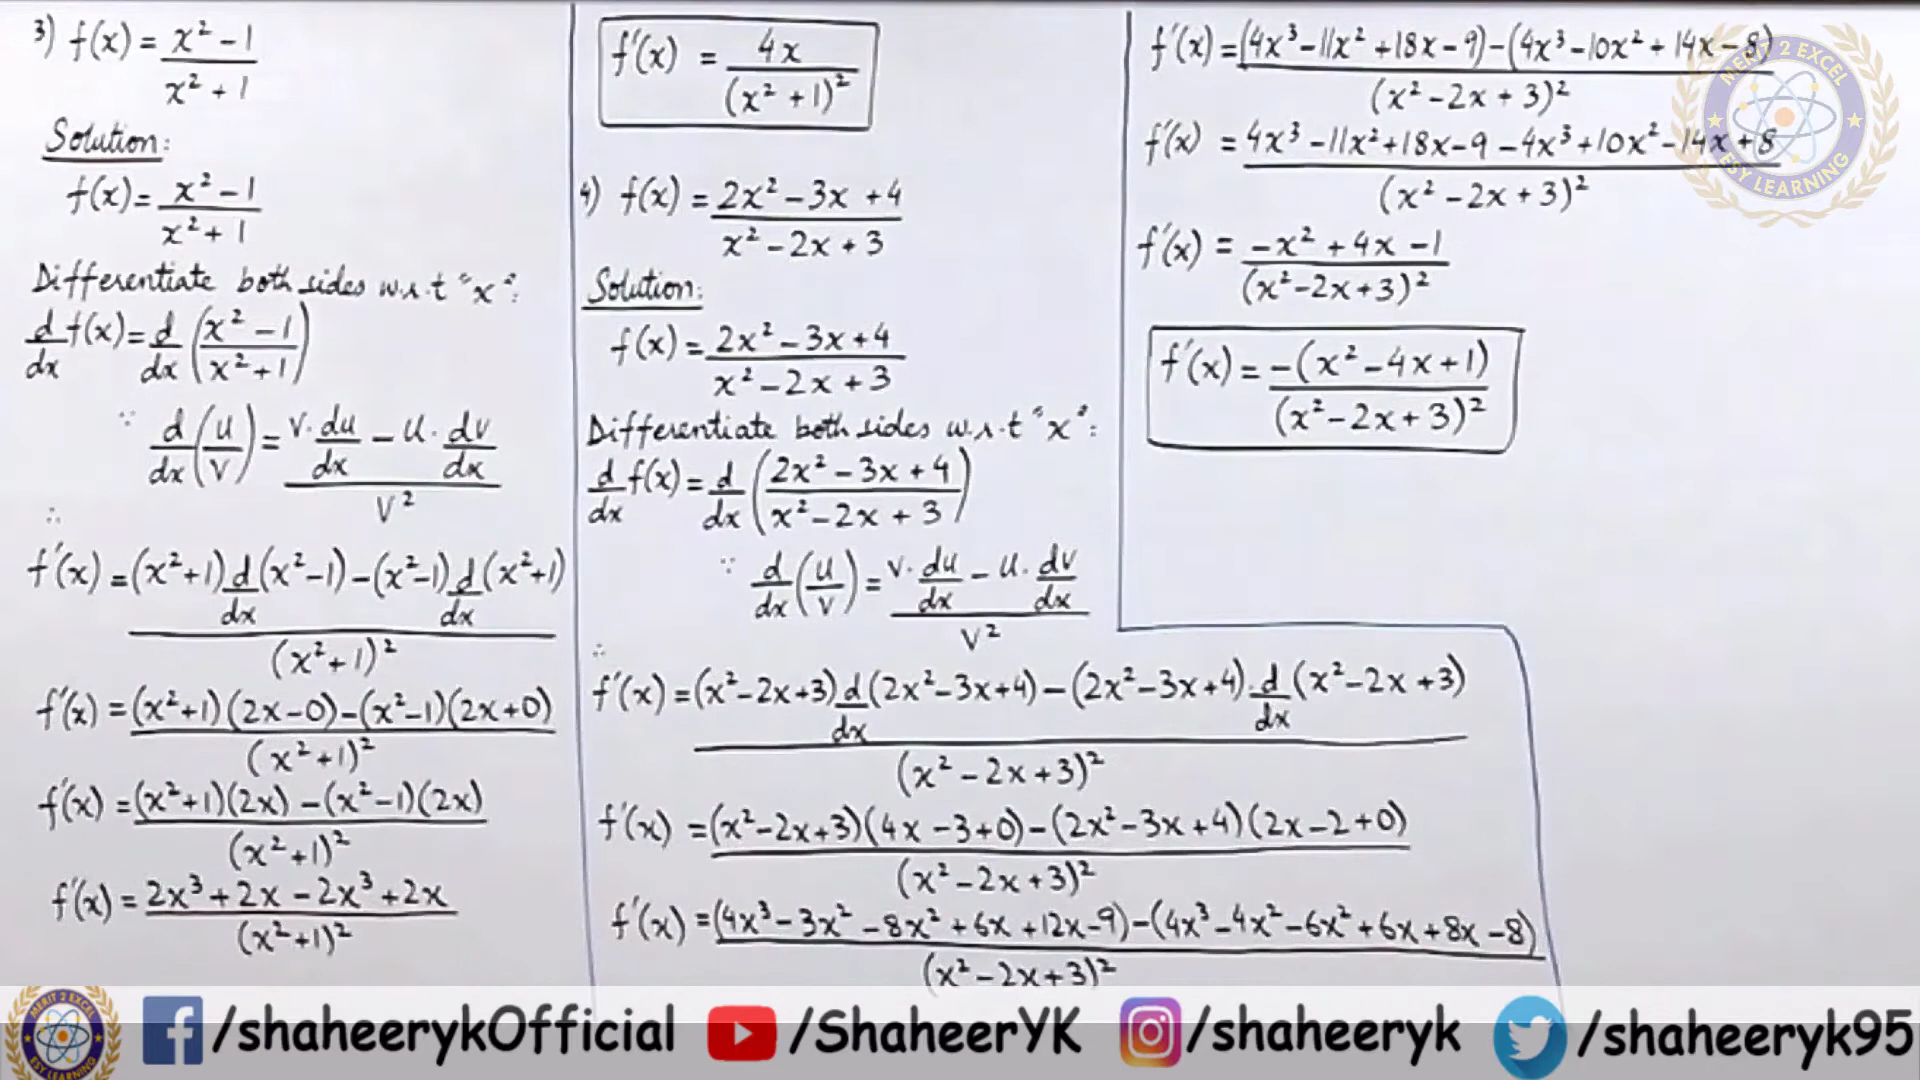 3) f(x) = x² - 1
x² + 1
Solution:
f(x) = x² - 1
x² + 1
Differentiate both sides w.r.t "x":
d/dx f(x) = d/dx (x² - 1 / x² + 1)
∵ d/dx (u/v) = v. du/dx - u. dv/dx
v²
∴
f'(x) = (x²+1) d/dx (x²-1) - (x²-1) d/dx (x²+1)
(x²+1)²
f'(x) = (x²+1)(2x-0) - (x²-1)(2x+0)
(x²+1)²
f'(x) = (x²+1)(2x) - (x²-1)(2x)
(x²+1)²
f'(x) = 2x³ + 2x - 2x³ + 2x
(x²+1)²
f'(x) = 4x
(x² + 1)²
4) f(x) = 2x² - 3x + 4
x² - 2x + 3
Solution:
f(x) = 2x² - 3x + 4
x² - 2x + 3
Differentiate both sides w.r.t "x":
d/dx f(x) = d/dx (2x² - 3x + 4 / x² - 2x + 3)
∵ d/dx (u/v) = v. du/dx - u. dv/dx
v²
∴
f'(x) = (x²-2x+3) d/dx (2x²-3x+4) - (2x²-3x+4). d/dx (x²-2x+3)
(x² - 2x + 3)²
f'(x) = (x²-2x+3)(4x-3+0) - (2x²-3x+4)(2x-2+0)
(x² - 2x + 3)²
f'(x) = (4x³ - 3x² - 8x² + 6x + 12x - 9) - (4x³ - 4x² - 6x² + 6x + 8x - 8)
(x² - 2x + 3)²
f'(x) = (4x³ - 11x² + 18x - 9) - (4x³ - 10x² + 14x - 8)
(x² - 2x + 3)²
f'(x) = 4x³ - 11x² + 18x - 9 - 4x³ + 10x² - 14x + 8
(x² - 2x + 3)²
f'(x) = -x² + 4x - 1
(x² - 2x + 3)²
f'(x) = -(x² - 4x + 1)
(x² - 2x + 3)²
MERIT 2 EXCEL
ESY LEARNING
MERIT 2 EXCEL
ESY LEARNING
/shaheerykOfficial
/ShaheerYK
/shaheeryk
/shaheeryk95